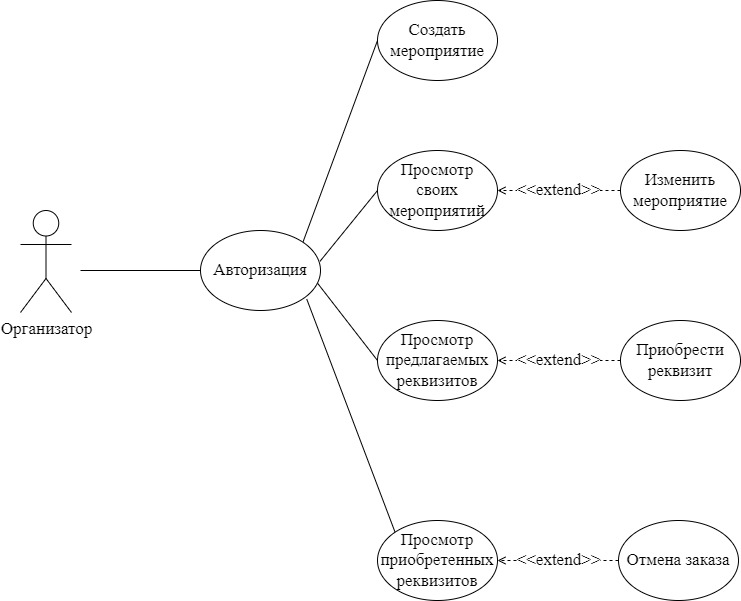 Создать
мероприятие
Просмотр
своих
мероприятий
<<extend>>
Изменить
мероприятие
Организатор
Авторизация
Просмотр
предлагаемых
реквизитов
<<extend>>
Приобрести
реквизит
Просмотр
приобретенных
реквизитов
<<extend>>
Отмена заказа